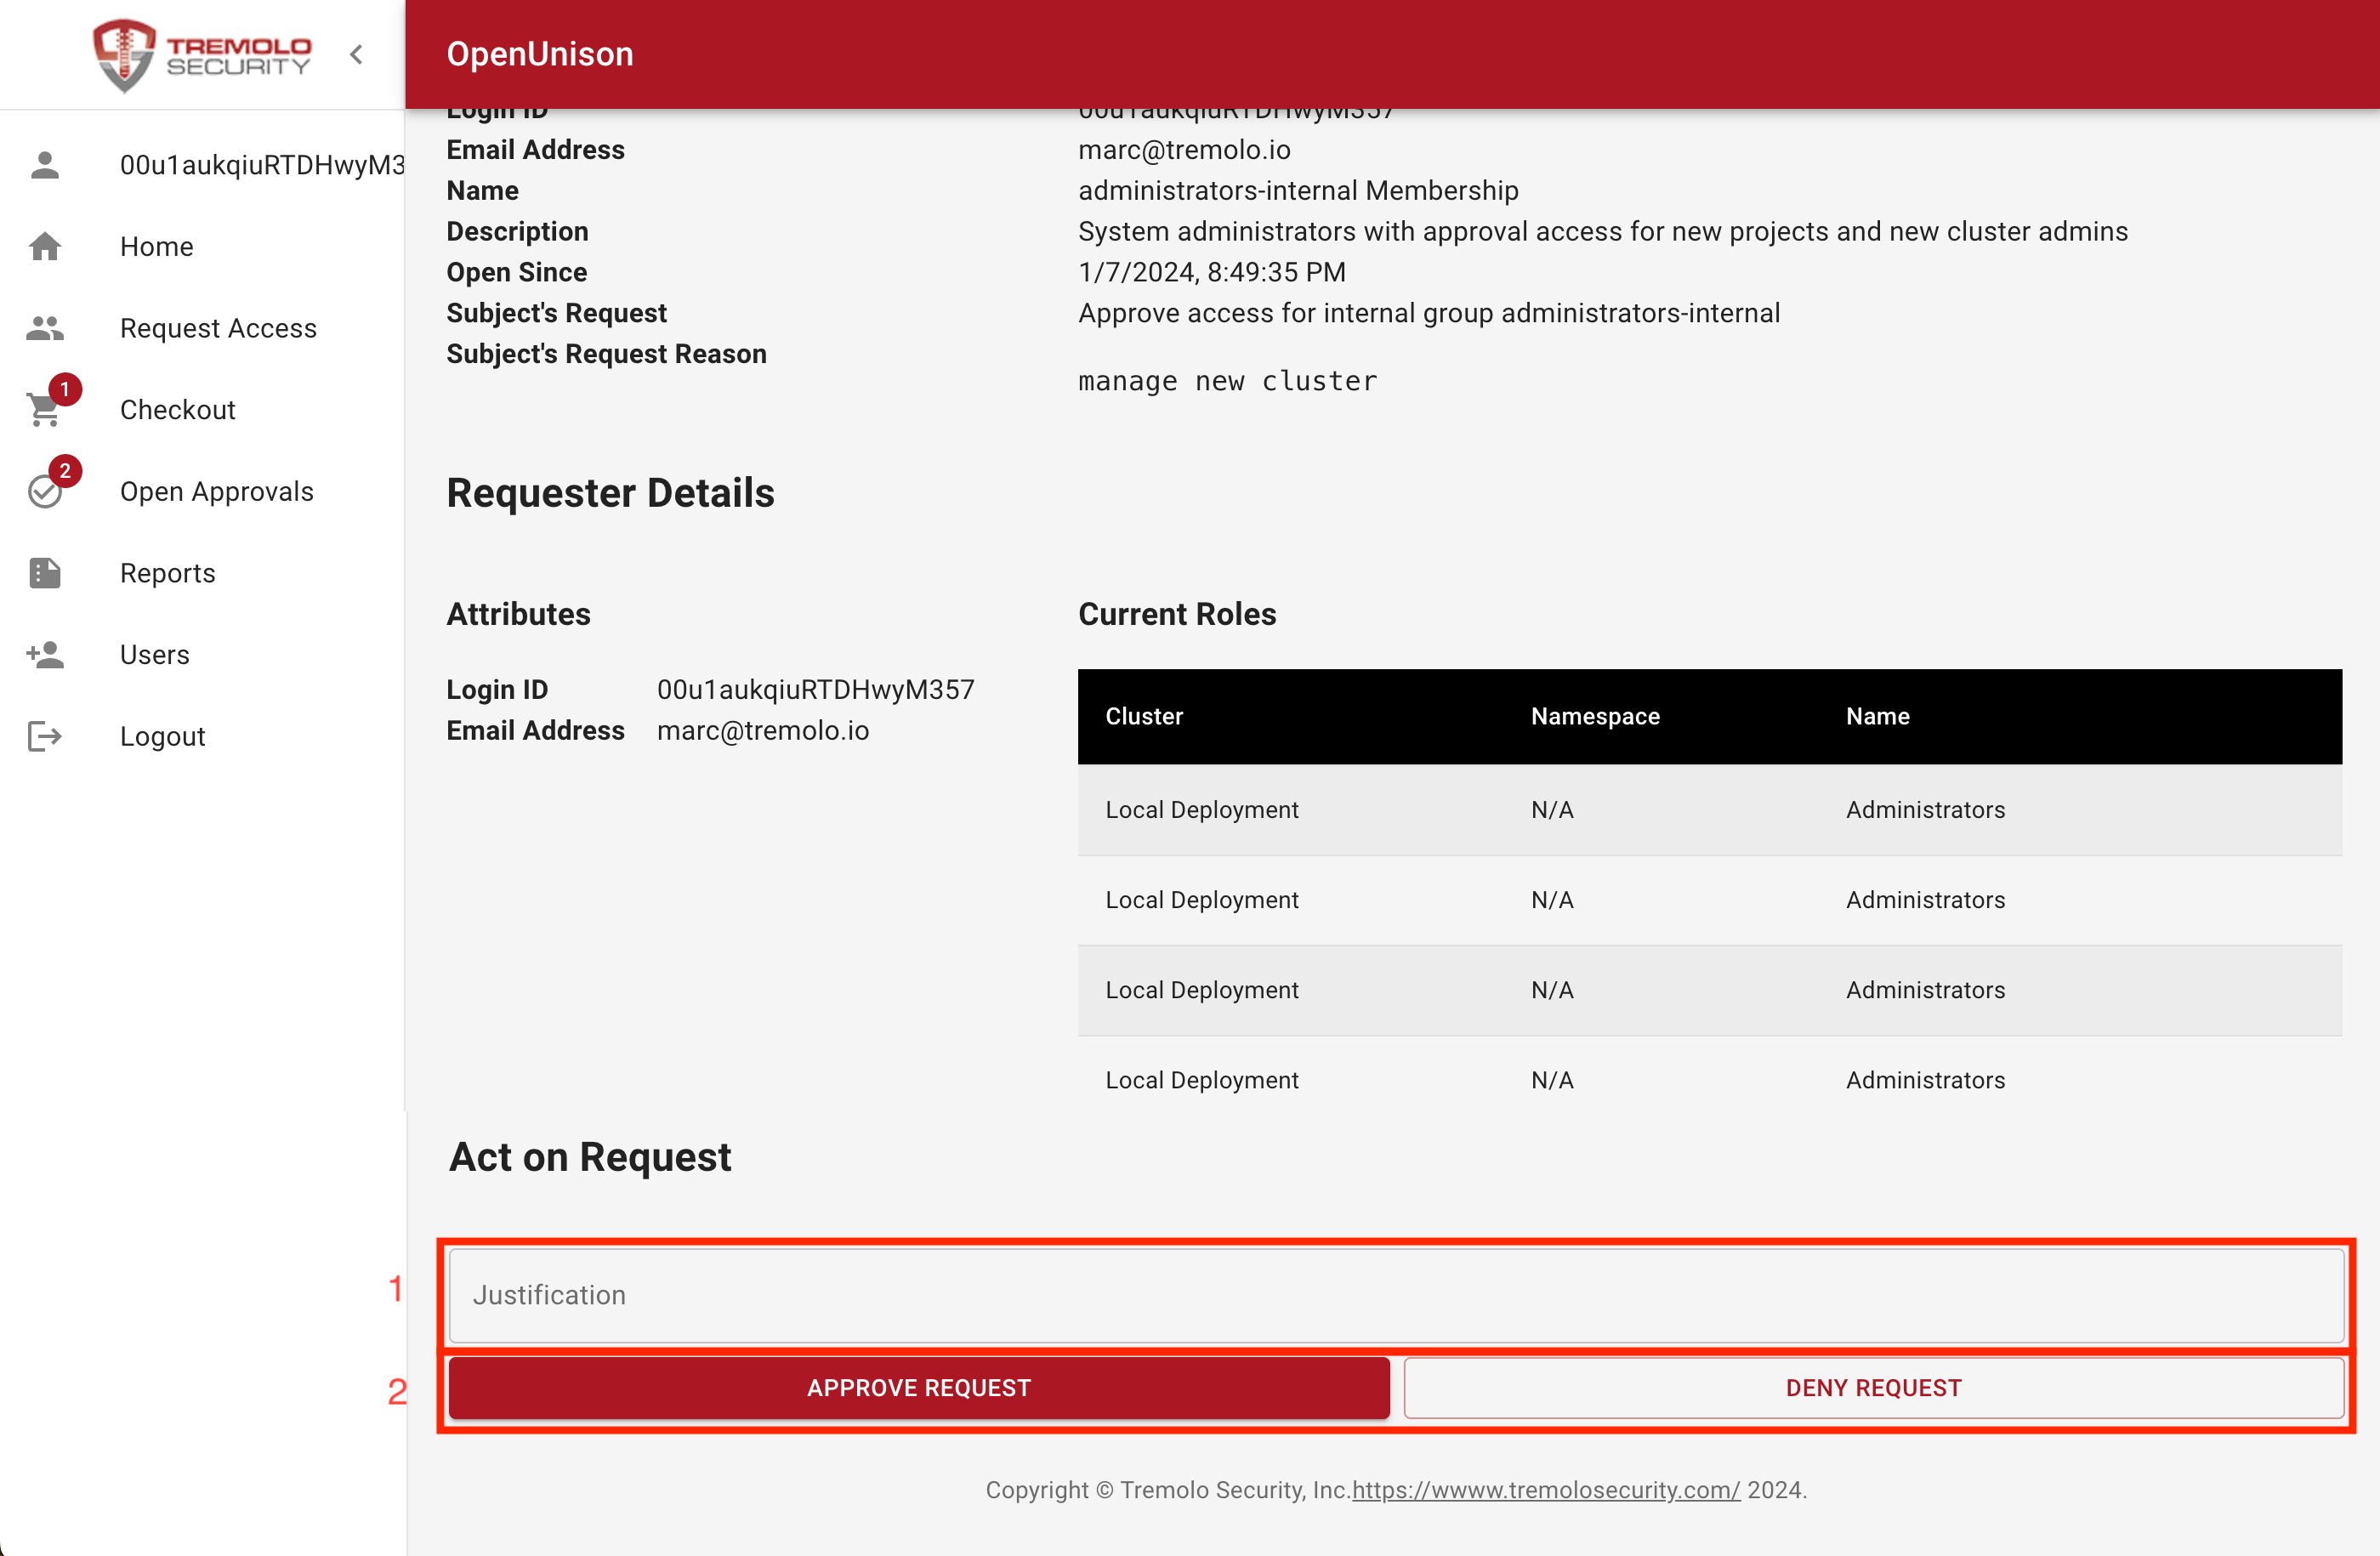 TREMOLO
SECURITY
OpenUnison
00u1aukqiuRTDHwyM3
Home
Request Access
1
Checkout
2
Open Approvals
Reports
Users
Logout
Login ID 00u1aukqiuRTDHwyM357
Email Address marc@tremolo.io
Name administrators-internal Membership
Description System administrators with approval access for new projects and new cluster admins
Open Since 1/7/2024, 8:49:35 PM
Subject's Request Approve access for internal group administrators-internal
Subject's Request Reason
manage new cluster
Requester Details
Attributes
Login ID 00u1aukqiuRTDHwyM357
Email Address marc@tremolo.io
Current Roles
Cluster Namespace Name
Local Deployment N/A Administrators
Local Deployment N/A Administrators
Local Deployment N/A Administrators
Local Deployment N/A Administrators
Act on Request
1
Justification
2
APPROVE REQUEST DENY REQUEST
Copyright © Tremolo Security, Inc.https://wwww.tremolosecurity.com/ 2024.